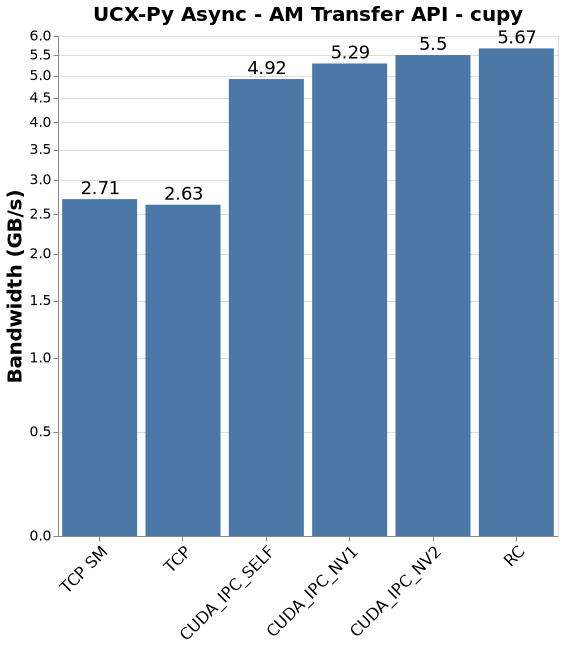 UCX-Py Async - AM Transfer API - cupy
Bandwidth (GB/s)
6.0
5.5
5.0
4.5
4.0
3.5
3.0
2.5
2.0
1.5
1.0
0.5
0.0
2.71
2.63
4.92
5.29
5.5
5.67
TCP SM
TCP
CUDA_IPC_SELF
CUDA_IPC_NV1
CUDA_IPC_NV2
RC